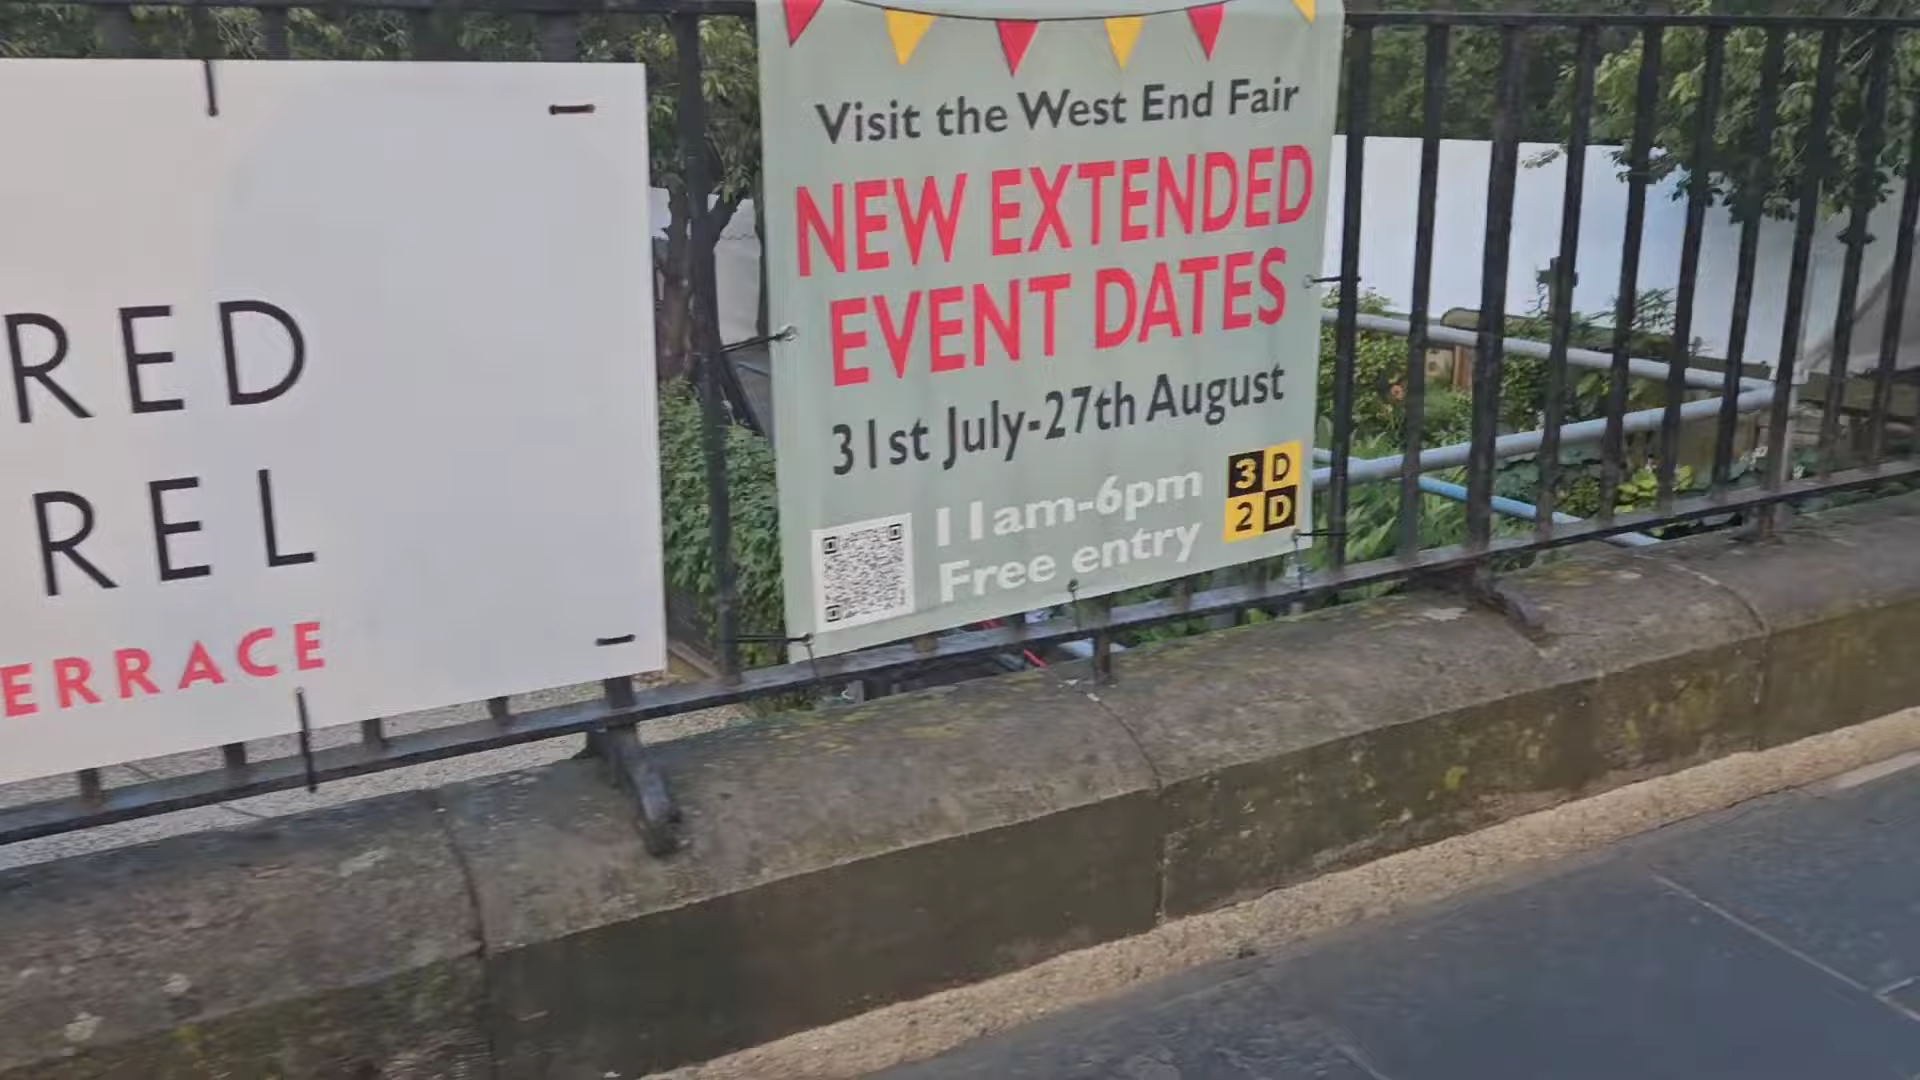 RED
REL
ERRACE
Visit the West End Fair
NEW EXTENDED
EVENT DATES
31st July-27th August
11am-6pm
Free entry
3D
2D